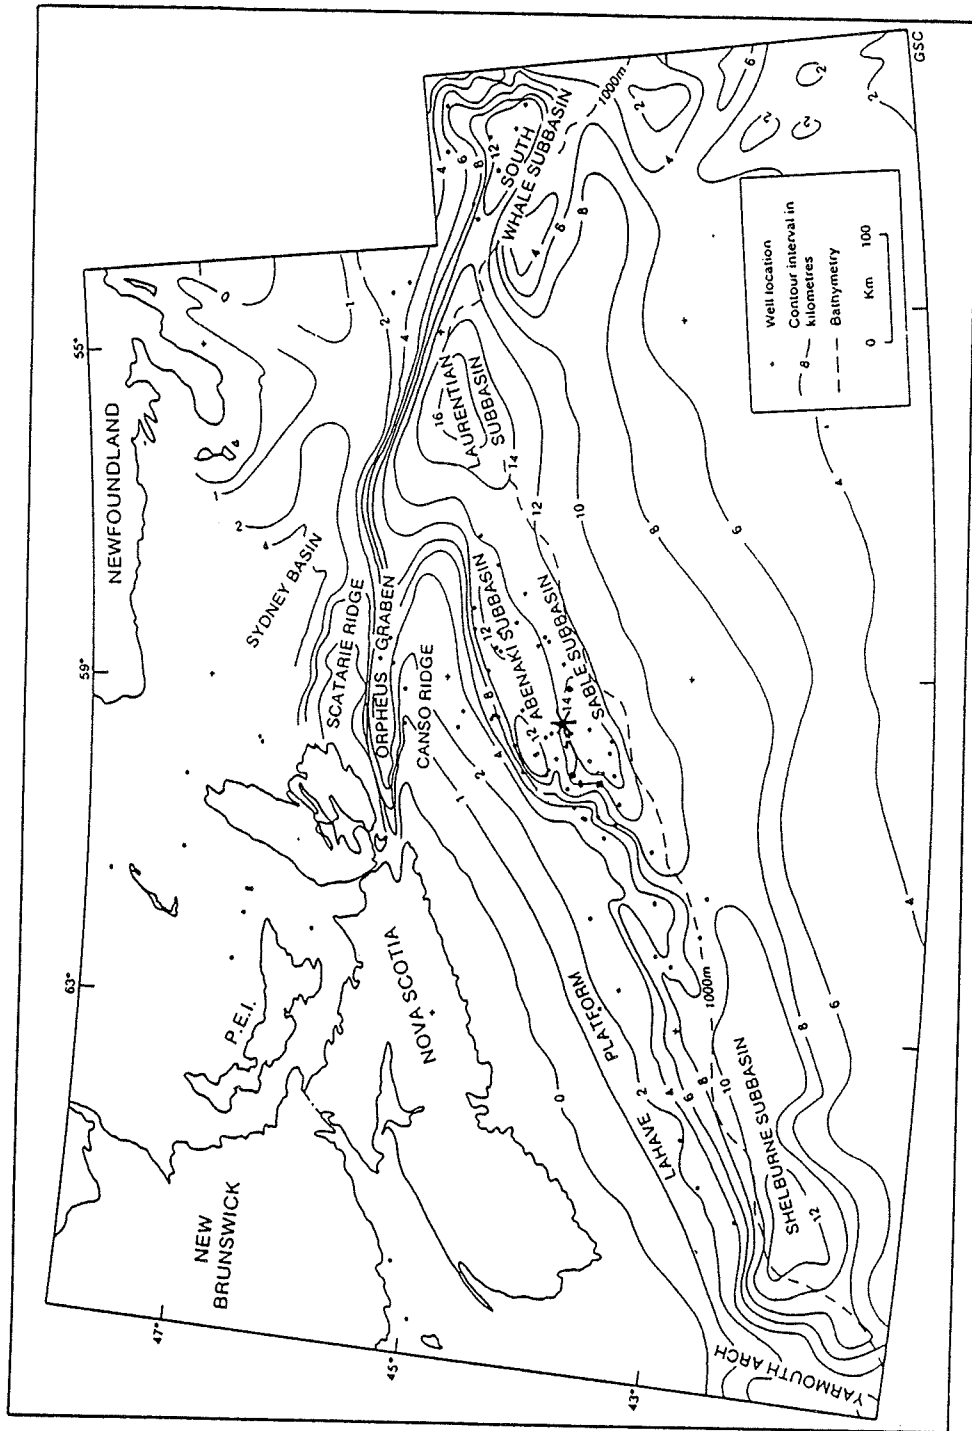 NEWFOUNDLAND
55°
59°
63°
47°
45°
43°
P.E.I.
NEW
BRUNSWICK
NOVA SCOTIA
SYDNEY BASIN
SCATARIE RIDGE
ORPHEUS GRABEN
CANSO RIDGE
ABENAKI SUBBASIN
SABLE SUBBASIN
LAURENTIAN
SUBBASIN
SOUTH
WHALE SUBBASIN
LAHAVE PLATFORM
SHELBURNE SUBBASIN
YARMOUTH ARCH
1000m
1000m
0
1
2
4
6
8
10
12
14
16
Well location
8
Contour interval in
kilometres
Bathymetry
0 Km 100
GSC